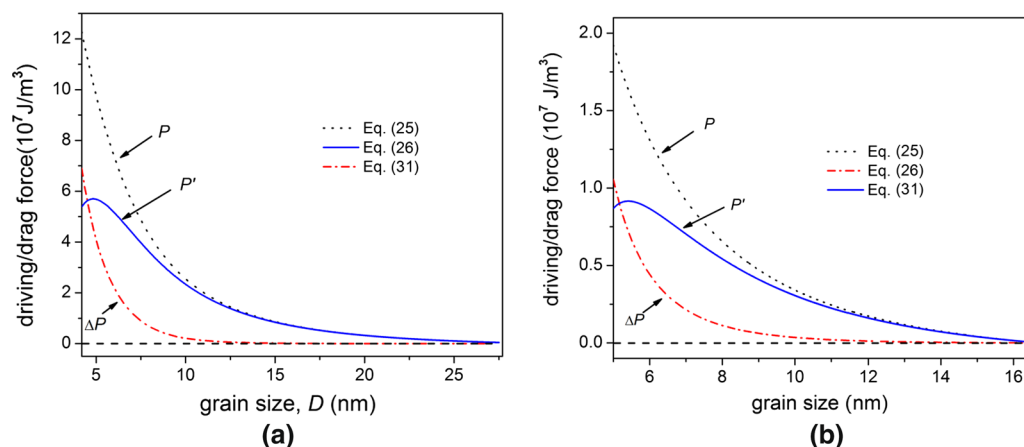 driving/drag force(10⁷J/m³)
12
10
8
6
4
2
0
P
P'
ΔP
Eq. (25)
Eq. (26)
Eq. (31)
5
10
15
20
25
grain size, D (nm)
(a)
driving/drag force (10⁷ J/m³)
2.0
1.5
1.0
0.5
0.0
P
P'
ΔP
Eq. (25)
Eq. (26)
Eq. (31)
6
8
10
12
14
16
grain size (nm)
(b)